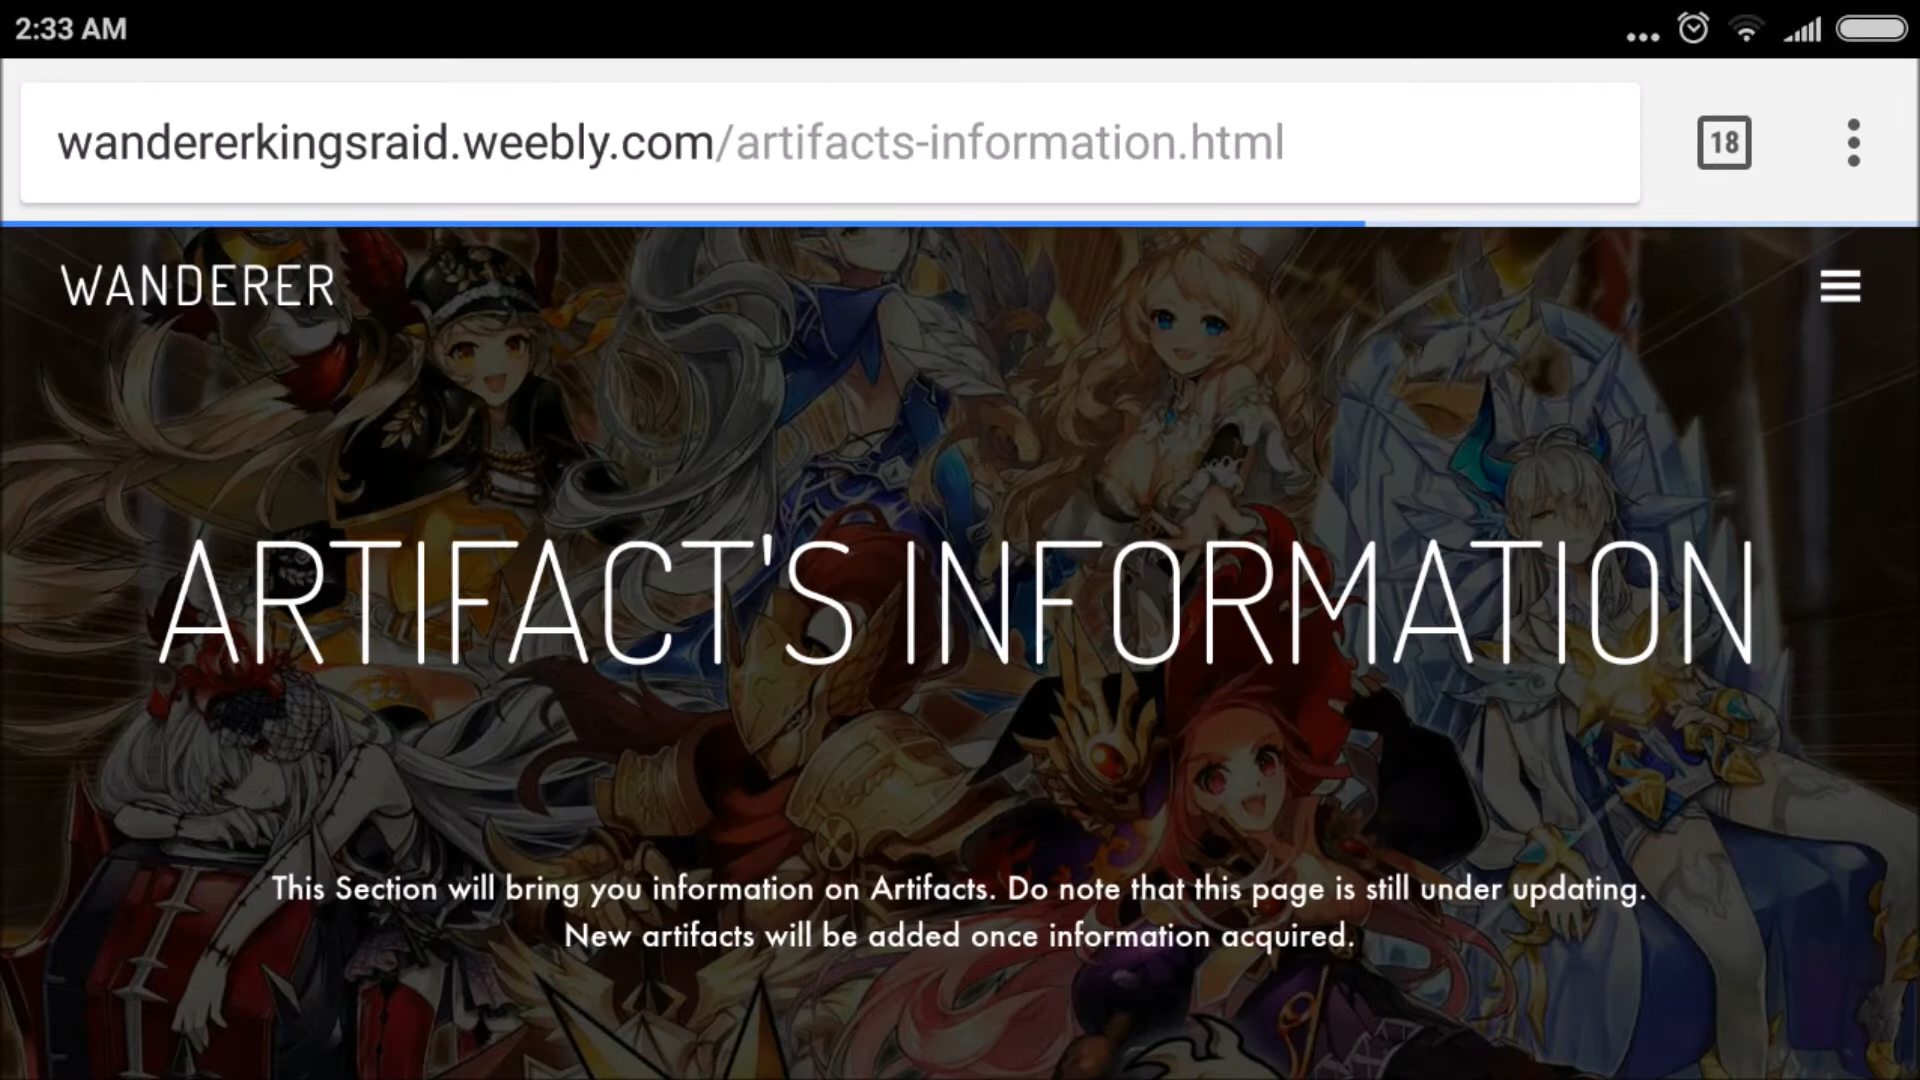 2:33 AM
wandererkingsraid.weebly.com/artifacts-information.html
18
WANDERER
ARTIFACT'S INFORMATION
This Section will bring you information on Artifacts. Do note that this page is still under updating.
New artifacts will be added once information acquired.